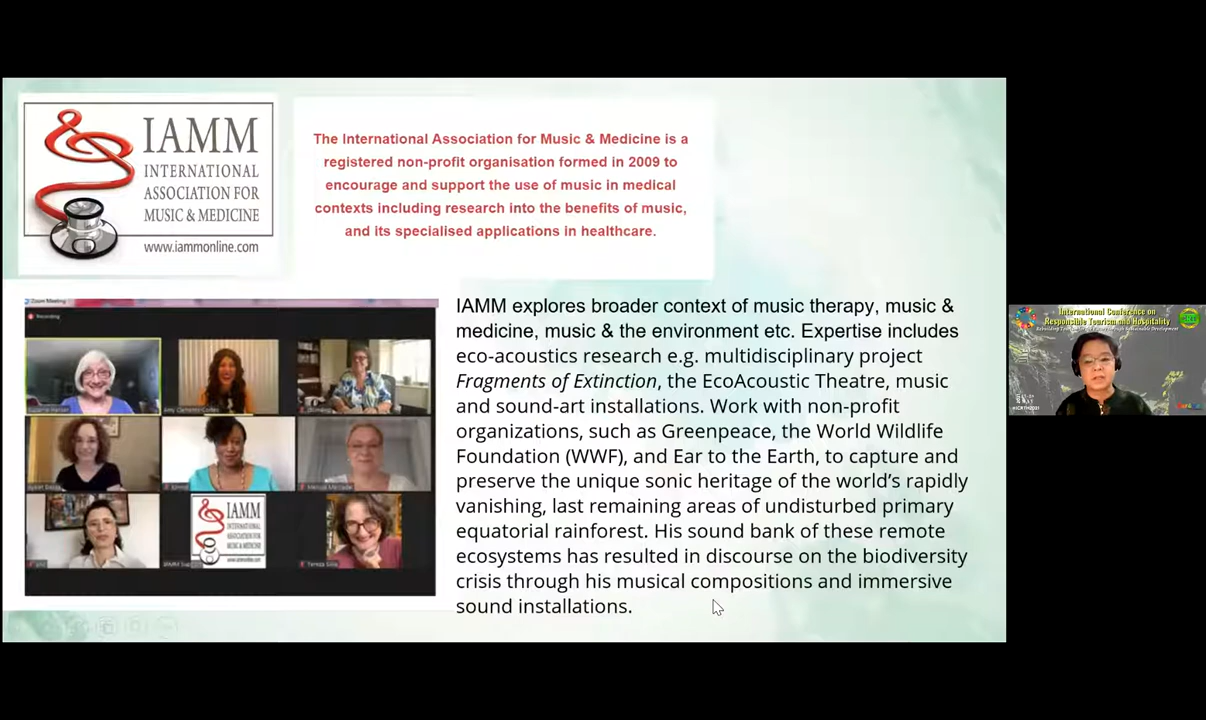 IAMM
INTERNATIONAL
ASSOCIATION FOR
MUSIC & MEDICINE
www.iammonline.com
The International Association for Music & Medicine is a
registered non-profit organisation formed in 2009 to
encourage and support the use of music in medical
contexts including research into the benefits of music,
and its specialised applications in healthcare.
Zoom Meeting
Recording
IAMM
INTERNATIONAL
ASSOCIATION FOR
MUSIC & MEDICINE
IAMM explores broader context of music therapy, music &
medicine, music & the environment etc. Expertise includes
eco-acoustics research e.g. multidisciplinary project
Fragments of Extinction, the EcoAcoustic Theatre, music
and sound-art installations. Work with non-profit
organizations, such as Greenpeace, the World Wildlife
Foundation (WWF), and Ear to the Earth, to capture and
preserve the unique sonic heritage of the world’s rapidly
vanishing, last remaining areas of undisturbed primary
equatorial rainforest. His sound bank of these remote
ecosystems has resulted in discourse on the biodiversity
crisis through his musical compositions and immersive
sound installations.
International Conference on
Responsible Tourism and Hospitality